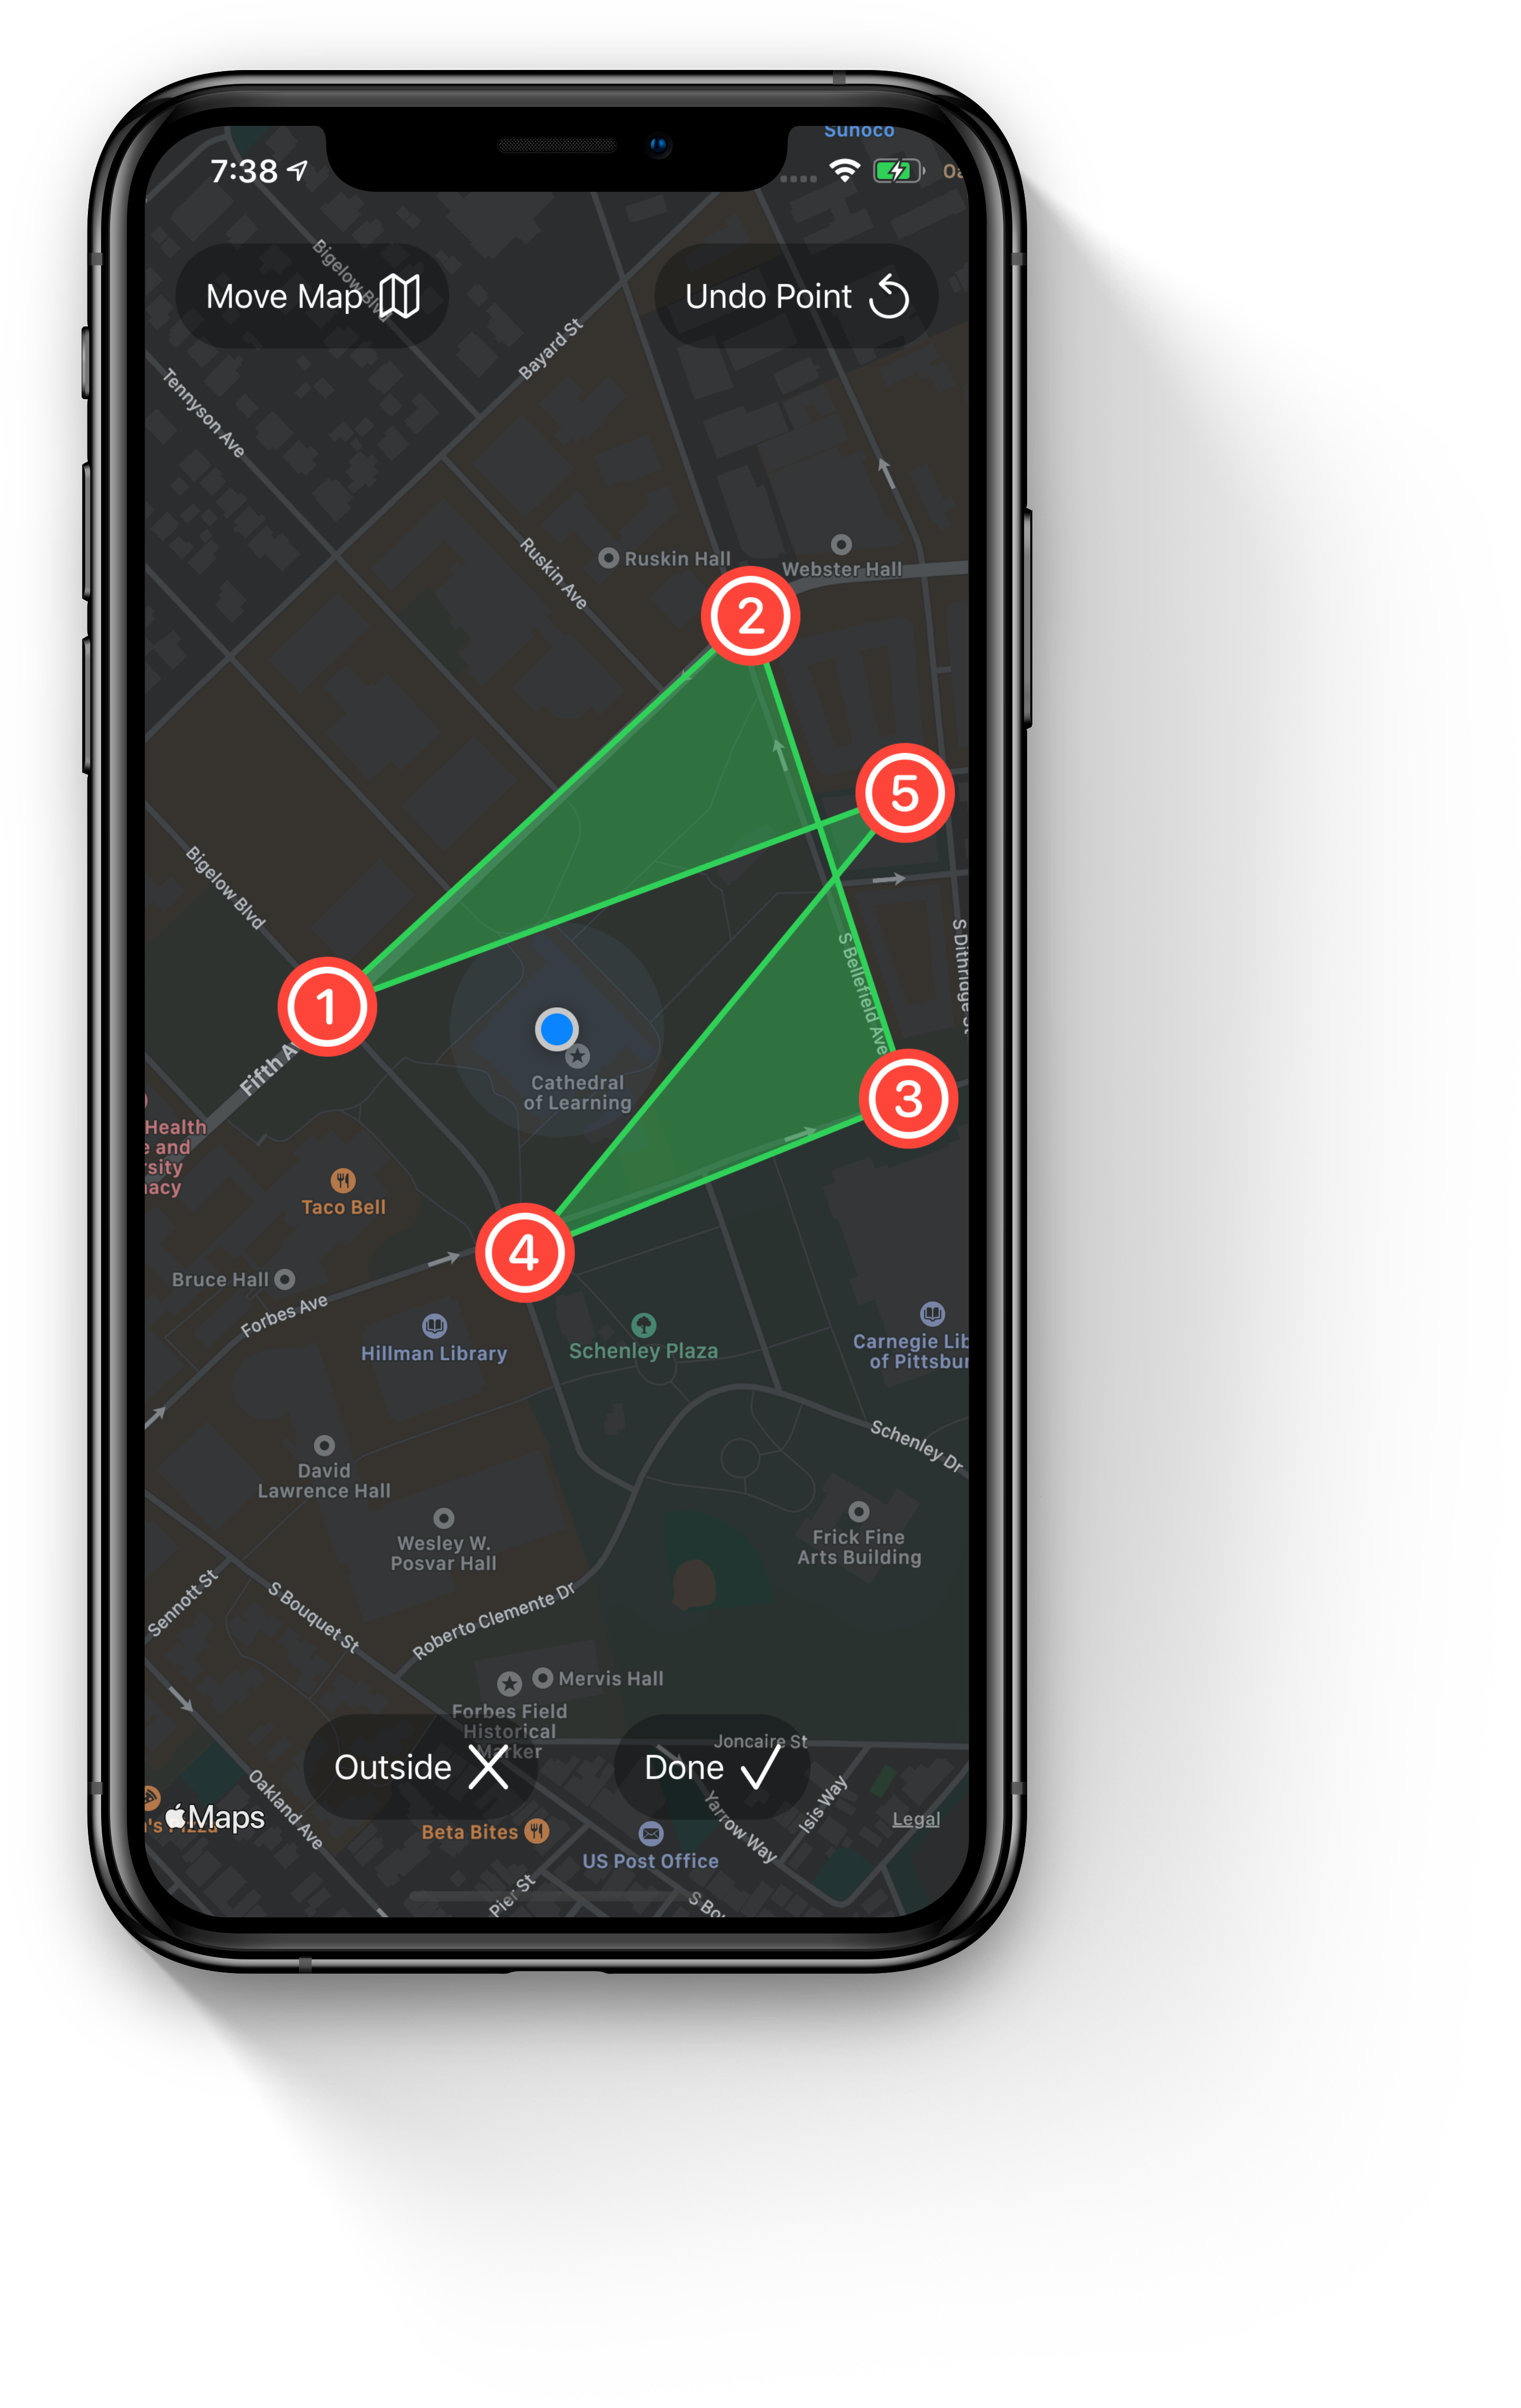 Sunoco
7:38
Move Map
Bigelow Blvd
Undo Point
Bayard St
Tennyson Ave
Ruskin Ave
Ruskin Hall
Webster Hall
2
5
Bigelow Blvd
S Bellefield Ave
S Dithridge St
1
Fifth A
Cathedral
of Learning
3
Health
e and
rsity
nacy
Taco Bell
4
Bruce Hall
Forbes Ave
Hillman Library
Schenley Plaza
Carnegie Lib
of Pittsbur
Schenley Dr
David
Lawrence Hall
Wesley W.
Posvar Hall
Frick Fine
Arts Building
Sennott St
S Bouquet St
Roberto Clemente Dr
Mervis Hall
Forbes Field
Historical
Marker
Joncaire St
Outside
Done
Oakland Ave
Yarrow Way
Isis Way
Maps
Legal
Beta Bites
US Post Office
Pier St
S Bou